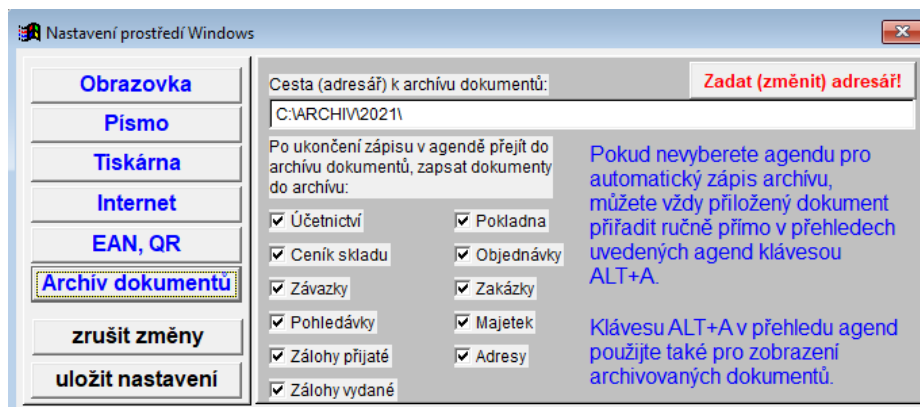 Nastavení prostředí Windows
Obrazovka
Písmo
Tiskárna
Internet
EAN, QR
Archív dokumentů
zrušit změny
uložit nastavení
Cesta (adresář) k archívu dokumentů:
Zadat (změnit) adresář!
C:\ARCHIV\2021\
Po ukončení zápisu v agendě přejít do
archívu dokumentů, zapsat dokumenty
do archívu:
Účetnictví
Pokladna
Ceník skladu
Objednávky
Závazky
Zakázky
Pohledávky
Majetek
Zálohy přijaté
Adresy
Zálohy vydané
Pokud nevyberete agendu pro
automatický zápis archívu,
můžete vždy přiložený dokument
přiřadit ručně přímo v přehledech
uvedených agend klávesou
ALT+A.
Klávesu ALT+A v přehledu agend
použijte také pro zobrazení
archivovaných dokumentů.